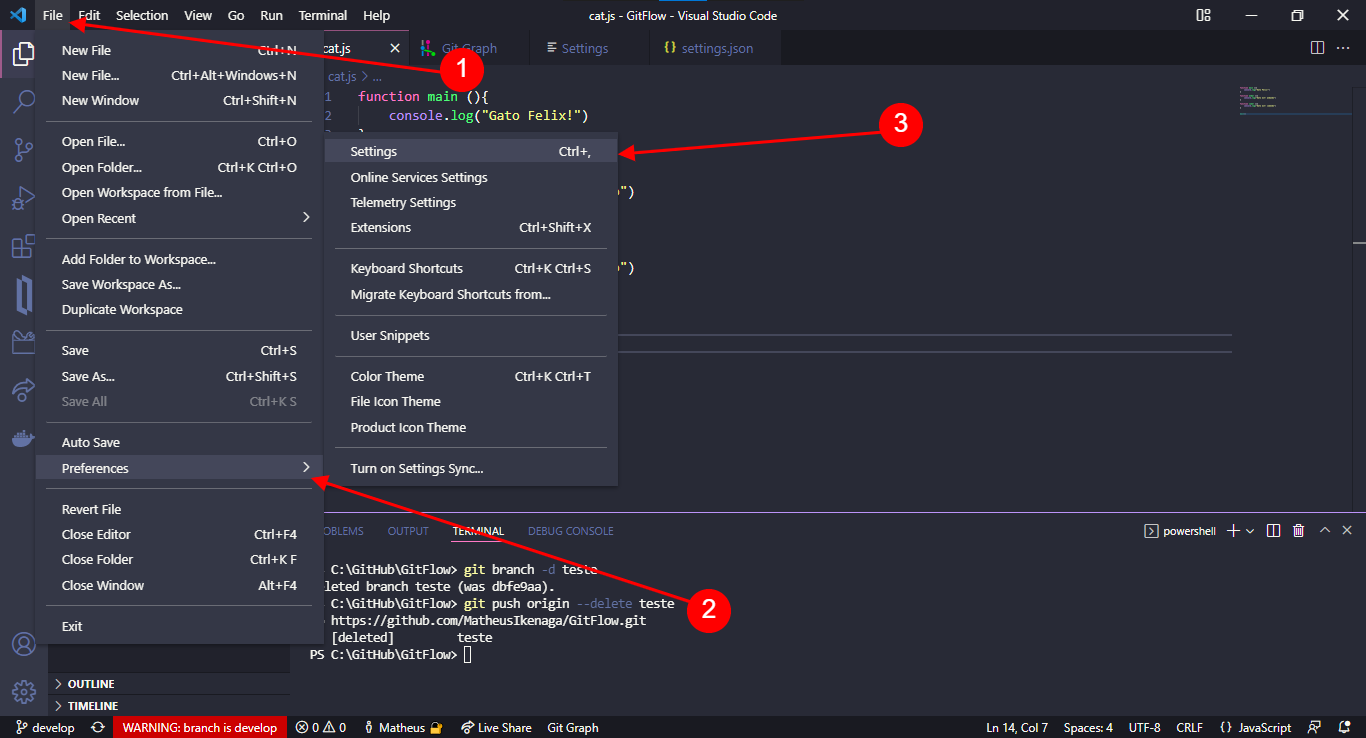 File Edit Selection View Go Run Terminal Help cat.js - GitFlow - Visual Studio Code
cat.js Git Graph Settings {} settings.json
cat.js > ...
1 function main (){
2 console.log("Gato Felix!")
}
")
")
New File Ctrl+N
New File... Ctrl+Alt+Windows+N
New Window Ctrl+Shift+N
Open File... Ctrl+O
Open Folder... Ctrl+K Ctrl+O
Open Workspace from File...
Open Recent >
Add Folder to Workspace...
Save Workspace As...
Duplicate Workspace
Save Ctrl+S
Save As... Ctrl+Shift+S
Save All Ctrl+K S
Auto Save
Preferences >
Revert File
Close Editor Ctrl+F4
Close Folder Ctrl+K F
Close Window Alt+F4
Exit
Settings Ctrl+,
Online Services Settings
Telemetry Settings
Extensions Ctrl+Shift+X
Keyboard Shortcuts Ctrl+K Ctrl+S
Migrate Keyboard Shortcuts from...
User Snippets
Color Theme Ctrl+K Ctrl+T
File Icon Theme
Product Icon Theme
Turn on Settings Sync...
1
3
2
OBLEMS OUTPUT TERMINAL DEBUG CONSOLE powershell
C:\GitHub\GitFlow> git branch -d teste
leted branch teste (was dbfe9aa).
C:\GitHub\GitFlow> git push origin --delete teste
https://github.com/MatheusIkenaga/GitFlow.git
[deleted] teste
PS C:\GitHub\GitFlow>
> OUTLINE
> TIMELINE
develop WARNING: branch is develop 0 0 Matheus Live Share Git Graph Ln 14, Col 7 Spaces: 4 UTF-8 CRLF {} JavaScript